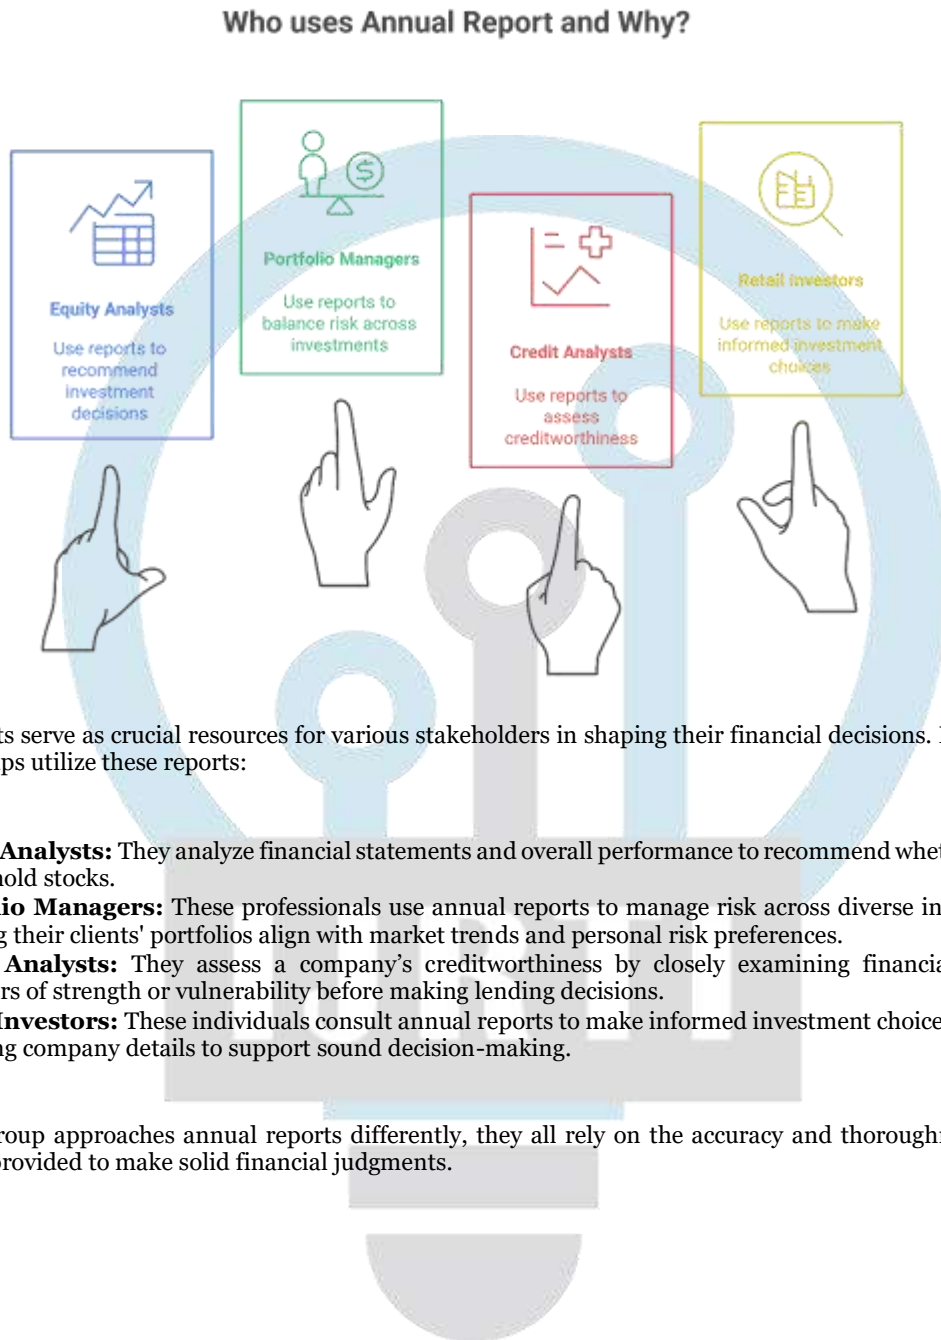 Who uses Annual Report and Why?
Portfolio Managers
Use reports to
balance risk across
investments
Equity Analysts
Use reports to
recommend
investment
decisions
Retail Investors
Use reports to make
informed investment
choices
Credit Analysts
Use reports to
assess
creditworthiness
ts serve as crucial resources for various stakeholders in shaping their financial decisions.
ps utilize these reports:
Analysts: They analyze financial statements and overall performance to recommend whet
hold stocks.
io Managers: These professionals use annual reports to manage risk across diverse in
g their clients' portfolios align with market trends and personal risk preferences.
Analysts: They assess a company’s creditworthiness by closely examining financia
rs of strength or vulnerability before making lending decisions.
Investors: These individuals consult annual reports to make informed investment choice
ng company details to support sound decision-making.
roup approaches annual reports differently, they all rely on the accuracy and thorough
provided to make solid financial judgments.